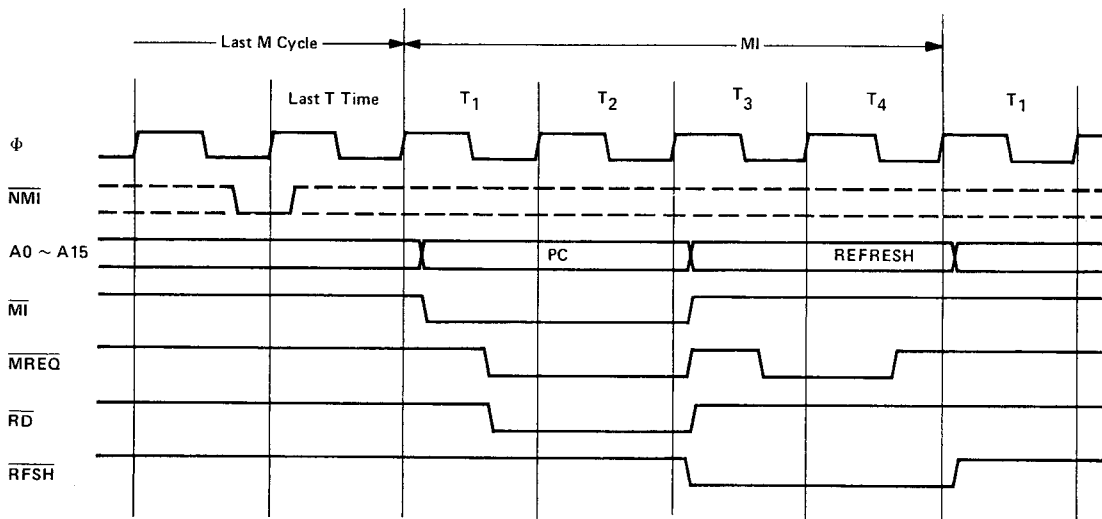 Last M Cycle
MI
Last T Time
T1
T2
T3
T4
T1
Φ
NMI
A0 ~ A15
PC
REFRESH
MI
MREQ
RD
RFSH